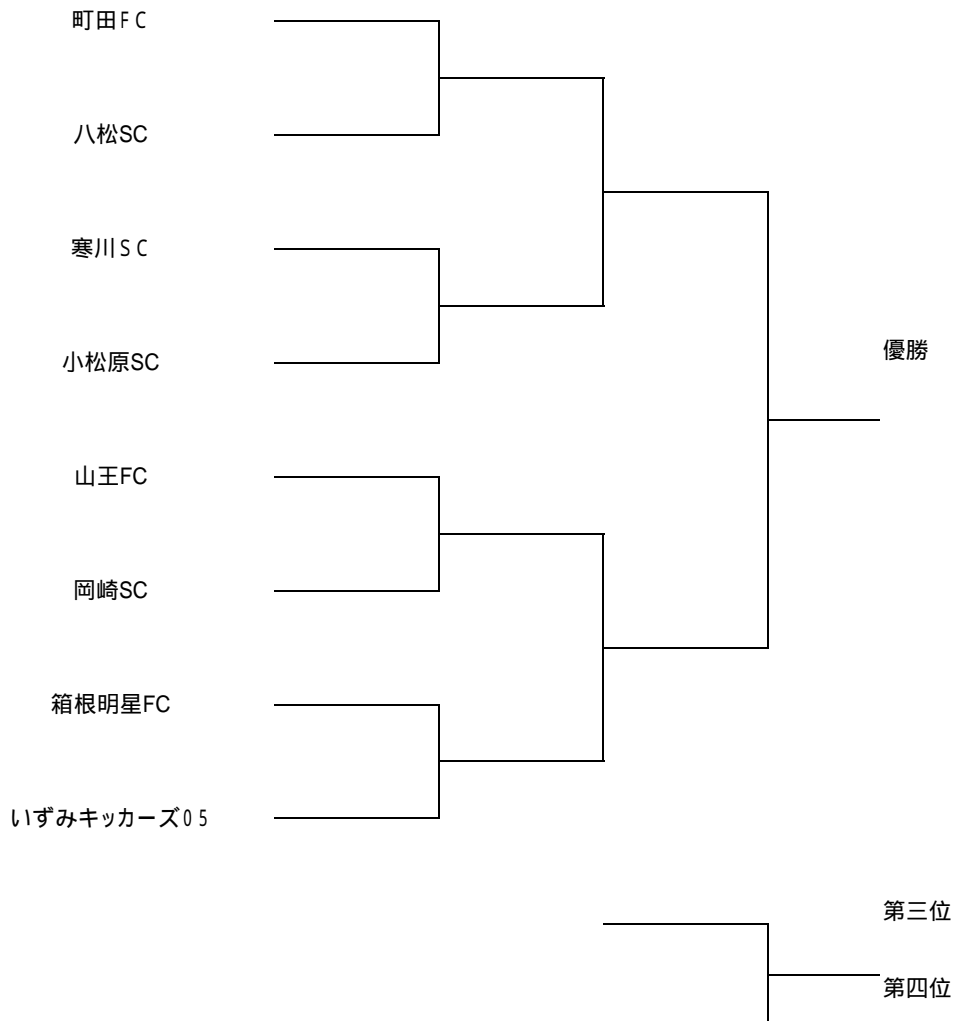 町田ＦＣ
八松SC
寒川ＳＣ
小松原SC
優勝
山王FC
岡崎SC
箱根明星FC
いずみキッカーズ０５
第三位
第四位